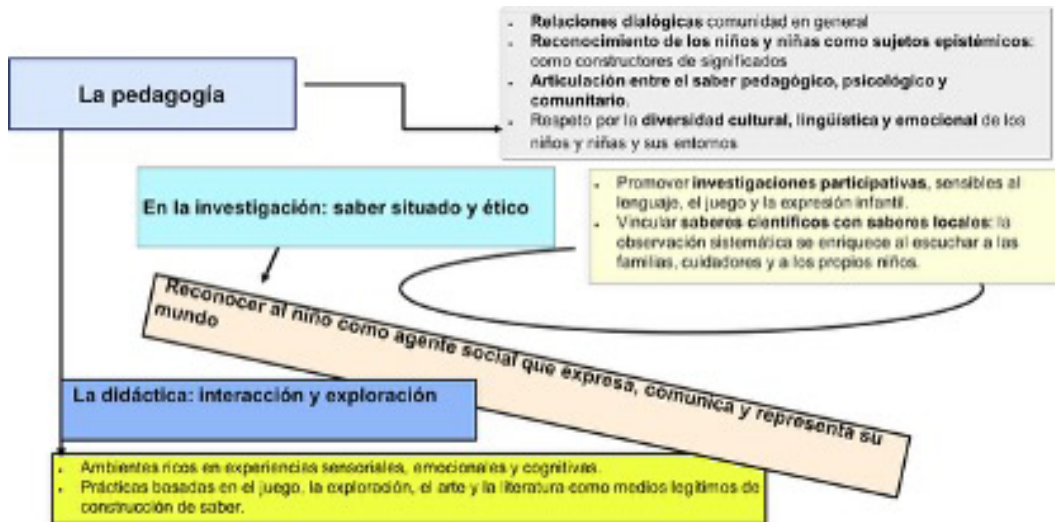 La pedagogía
Relaciones dialógicas comunidad en general
Reconocimiento de los niños y niñas como sujetos epistémicos:
como constructores de significados
Articulación entre el saber pedagógico, psicológico y
comunitario.
Respeto por la diversidad cultural, lingüística y emocional de los
niños y niñas y sus entornos
En la investigación: saber situado y ético
Promover investigaciones participativas, sensibles al
lenguaje, el juego y la expresión infantil.
Vincular saberes científicos con saberes locales: la
observación sistemática se enriquece al escuchar a las
familias, cuidadores y a los propios niños.
Reconocer al niño como agente social que expresa, comunica y representa su
mundo
La didáctica: interacción y exploración
Ambientes ricos en experiencias sensoriales, emocionales y cognitivas.
Prácticas basadas en el juego, la exploración, el arte y la literatura como medios legítimos de
construcción de saber.